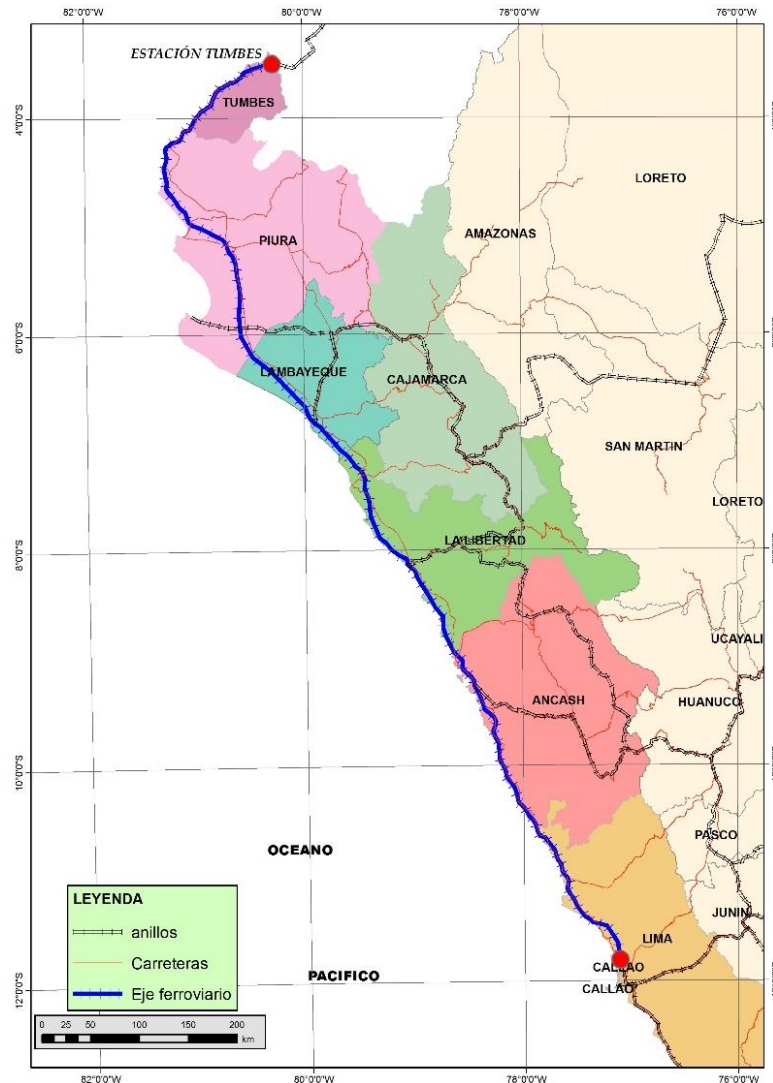 82°0'0"W 80°0'0"W 78°0'0"W 76°0'0"W
ESTACIÓN TUMBES
TUMBES
4°0'0"S
LORETO
AMAZONAS
PIURA
6°0'0"S
LAMBAYEQUE
CAJAMARCA
SAN MARTIN
LORETO
LA LIBERTAD
8°0'0"S
UCAYALI
ANCASH
HUANUCO
10°0'0"S
PASCO
OCEANO
LEYENDA
anillos
Carreteras
Eje ferroviario
JUNIN
LIMA
CALLAO
PACIFICO
CALLAO
12°0'0"S
0 25 50 100 150 200
km
82°0'0"W 80°0'0"W 78°0'0"W 76°0'0"W